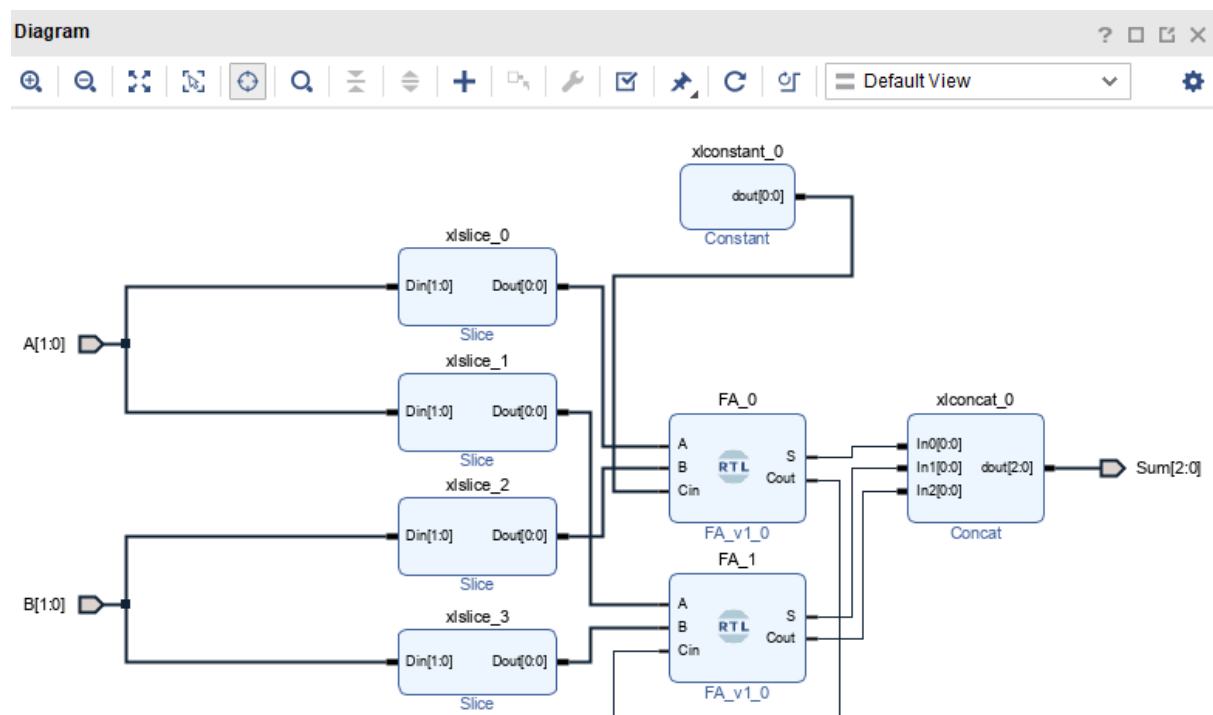 Diagram
?
Default View
xlconstant_0
dout[0:0]
Constant
xlslice_0
Din[1:0] Dout[0:0]
Slice
A[1:0]
xlslice_1
Din[1:0] Dout[0:0]
Slice
xlslice_2
Din[1:0] Dout[0:0]
Slice
B[1:0]
xlslice_3
Din[1:0] Dout[0:0]
Slice
FA_0
A
B
Cin
RTL
S
Cout
FA_v1_0
FA_1
A
B
Cin
RTL
S
Cout
FA_v1_0
xlconcat_0
In0[0:0]
In1[0:0] dout[2:0]
In2[0:0]
Concat
Sum[2:0]